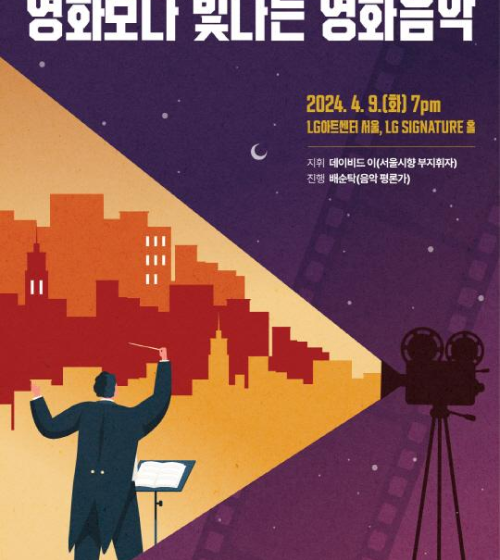 영화보다 빛나는 영화음악
2024. 4. 9.(화) 7pm
LG아트센터 서울, LG SIGNATURE 홀
지휘 데이비드 이(서울시향 부지휘자)
진행 배순탁(음악 평론가)